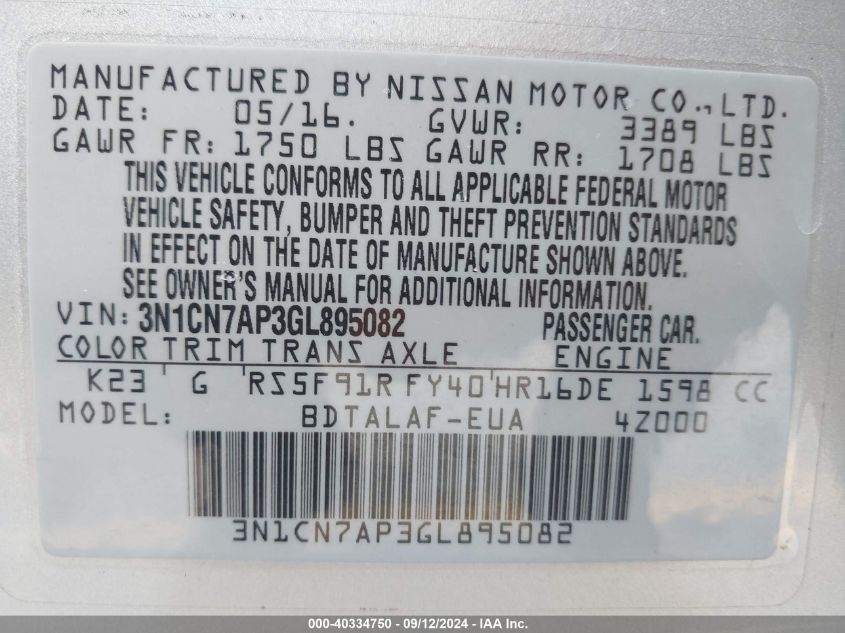 MANUFACTURED BY NISSAN MOTOR CO., LTD.
DATE: 05/16. GVWR: 3389 LBS
GAWR FR: 1750 LBS GAWR RR: 1708 LBS
THIS VEHICLE CONFORMS TO ALL APPLICABLE FEDERAL MOTOR
VEHICLE SAFETY, BUMPER AND THEFT PREVENTION STANDARDS
IN EFFECT ON THE DATE OF MANUFACTURE SHOWN ABOVE.
SEE OWNER'S MANUAL FOR ADDITIONAL INFORMATION.
VIN: 3N1CN7AP3GL895082 PASSENGER CAR.
COLOR TRIM TRANS AXLE ENGINE
K23 G RS5F91R FY40 HR16DE 1598 CC
MODEL: BDTALAF-EUA 4Z000
3N1CN7AP3GL895082
000-40334750 - 09/12/2024 - IAA Inc.